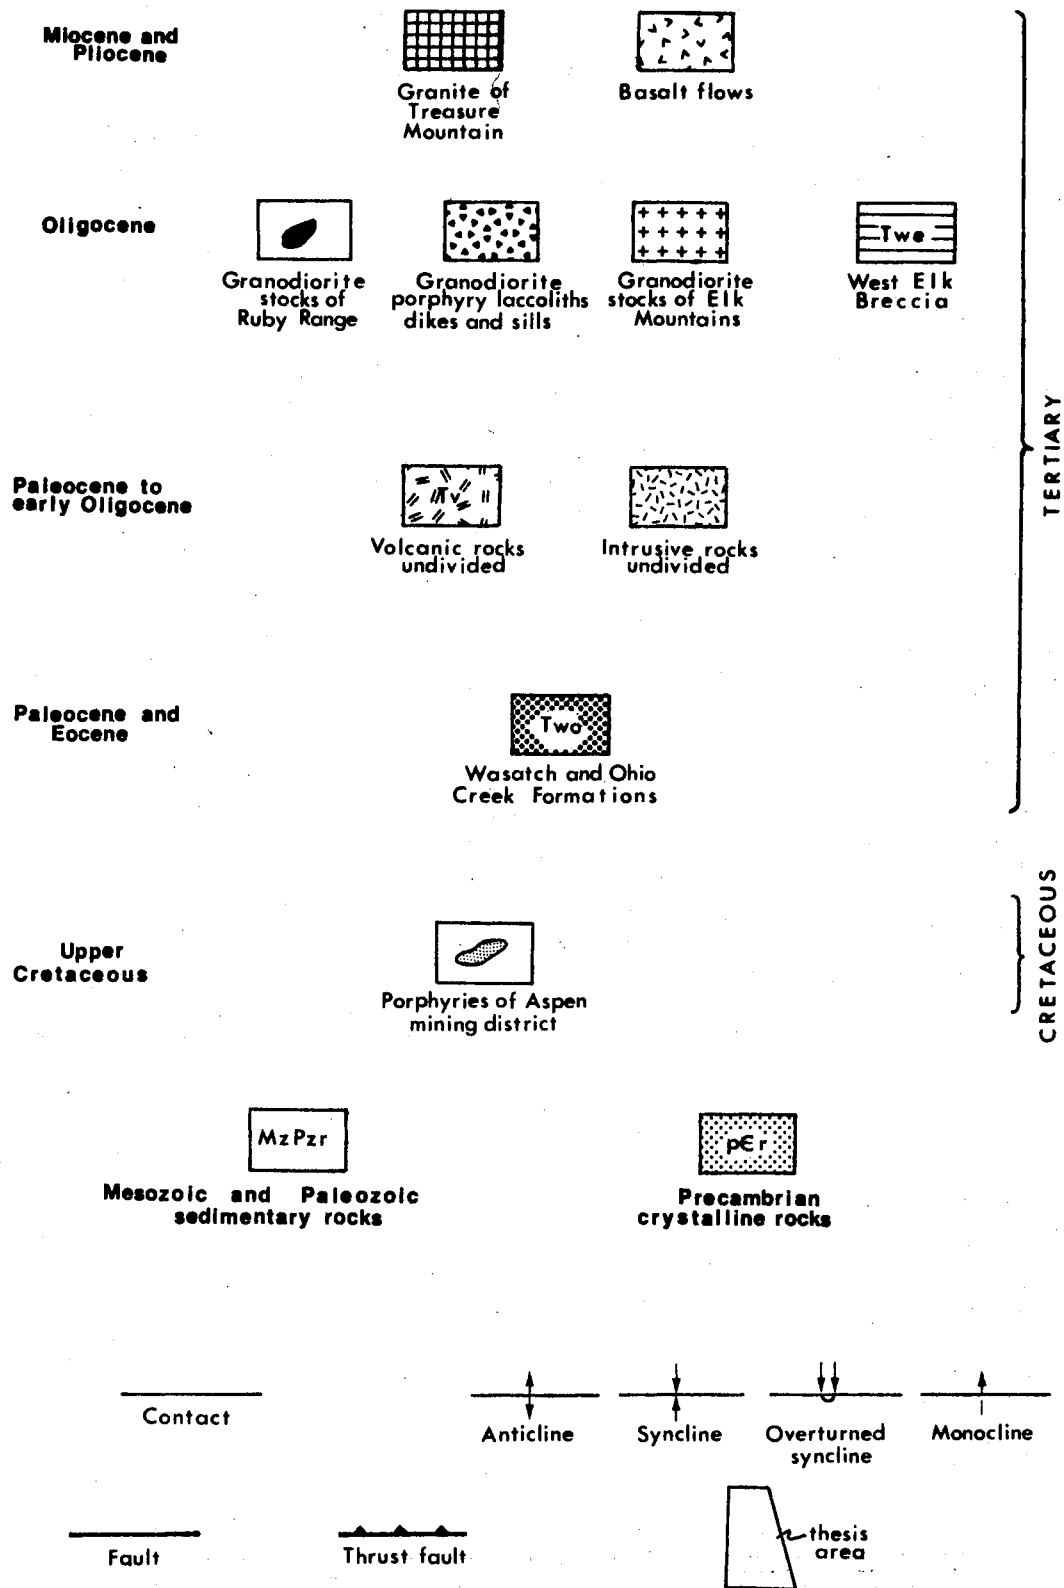 Miocene and
Pliocene
Granite of
Treasure
Mountain
Basalt flows
Oligocene
Granodiorite
stocks of
Ruby Range
Granodiorite
porphyry laccoliths
dikes and sills
Granodiorite
stocks of Elk
Mountains
Twe
West Elk
Breccia
TERTIARY
Paleocene to
early Oligocene
Tv
Volcanic rocks
undivided
Intrusive rocks
undivided
Paleocene and
Eocene
Two
Wasatch and Ohio
Creek Formations
Upper
Cretaceous
Porphyries of Aspen
mining district
CRETACEOUS
MzPzr
Mesozoic and Paleozoic
sedimentary rocks
p€r
Precambrian
crystalline rocks
Contact
Anticline
Syncline
Overturned
syncline
Monocline
Fault
Thrust fault
thesis
area